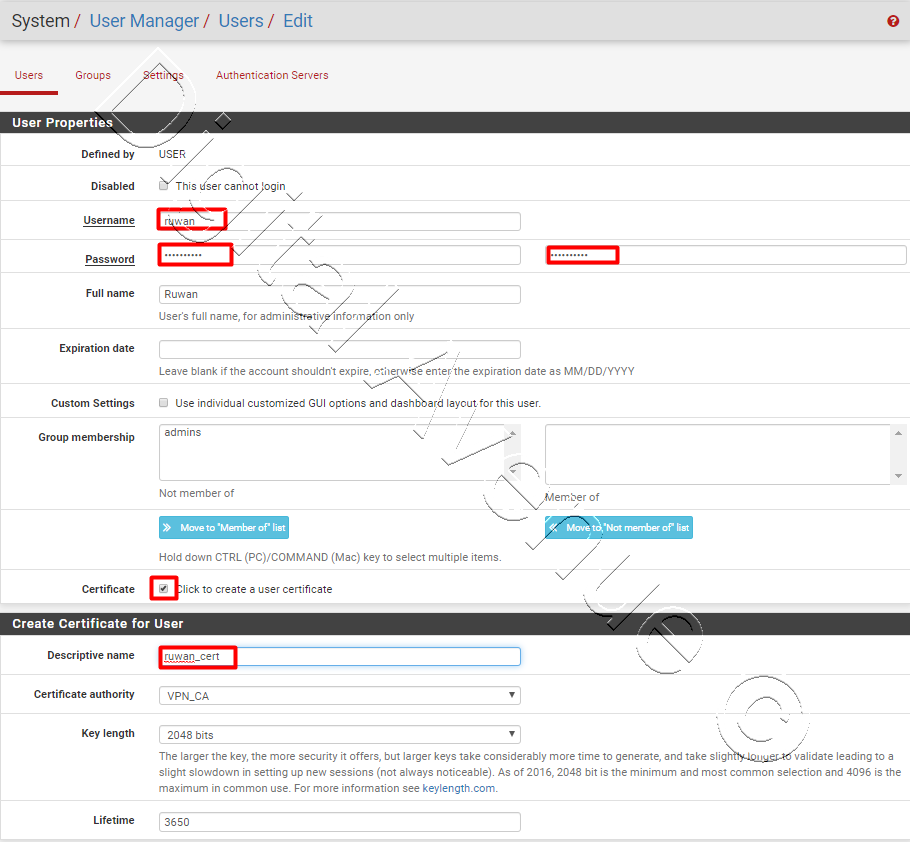 System / User Manager / Users / Edit
Users Groups Settings Authentication Servers
User Properties
Defined by USER
Disabled This user cannot login
Username ruwan
Password •••••••••• ••••••••••
Full name Ruwan
User's full name, for administrative information only
Expiration date
Leave blank if the account shouldn't expire, otherwise enter the expiration date as MM/DD/YYYY
Custom Settings Use individual customized GUI options and dashboard layout for this user.
Group membership admins
Not member of Member of
Move to "Member of" list Move to "Not member of" list
Hold down CTRL (PC)/COMMAND (Mac) key to select multiple items.
Certificate Click to create a user certificate
Create Certificate for User
Descriptive name ruwan_cert
Certificate authority VPN_CA
Key length 2048 bits
The larger the key, the more security it offers, but larger keys take considerably more time to generate, and take slightly longer to validate leading to a
slight slowdown in setting up new sessions (not always noticeable). As of 2016, 2048 bit is the minimum and most common selection and 4096 is the
maximum in common use. For more information see keylength.com.
Lifetime 3650